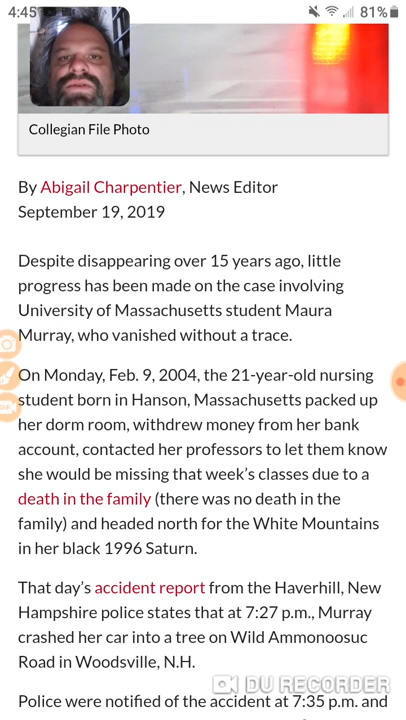 4:45 81%
Collegian File Photo
By Abigail Charpentier, News Editor
September 19, 2019
Despite disappearing over 15 years ago, little
progress has been made on the case involving
University of Massachusetts student Maura
Murray, who vanished without a trace.
On Monday, Feb. 9, 2004, the 21-year-old nursing
student born in Hanson, Massachusetts packed up
her dorm room, withdrew money from her bank
account, contacted her professors to let them know
she would be missing that week's classes due to a
death in the family (there was no death in the
family) and headed north for the White Mountains
in her black 1996 Saturn.
That day's accident report from the Haverhill, New
Hampshire police states that at 7:27 p.m., Murray
crashed her car into a tree on Wild Ammonoosuc
Road in Woodsville, N.H.
DU RECORDER
Police were notified of the accident at 7:35 p.m. and